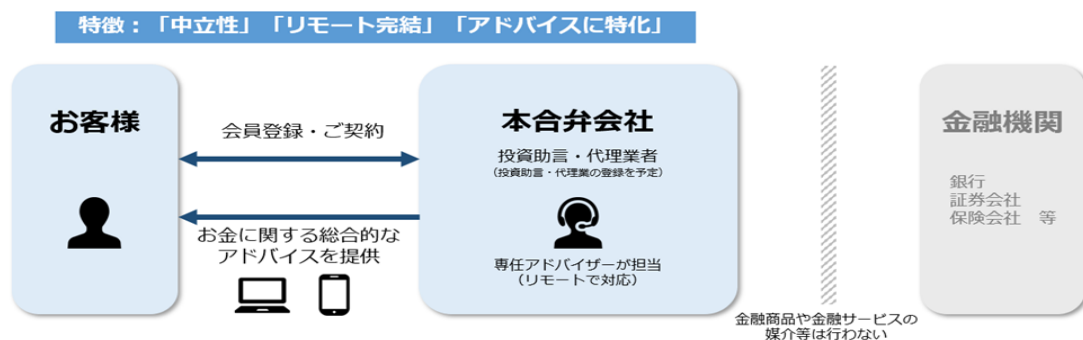 特徴：「中立性」「リモート完結」「アドバイスに特化」
お客様
会員登録・ご契約
お金に関する総合的な
アドバイスを提供
本合弁会社
投資助言・代理業者
（投資助言・代理業の登録を予定）
専任アドバイザーが担当
（リモートで対応）
金融商品や金融サービスの
媒介等は行わない
金融機関
銀行
証券会社
保険会社　等